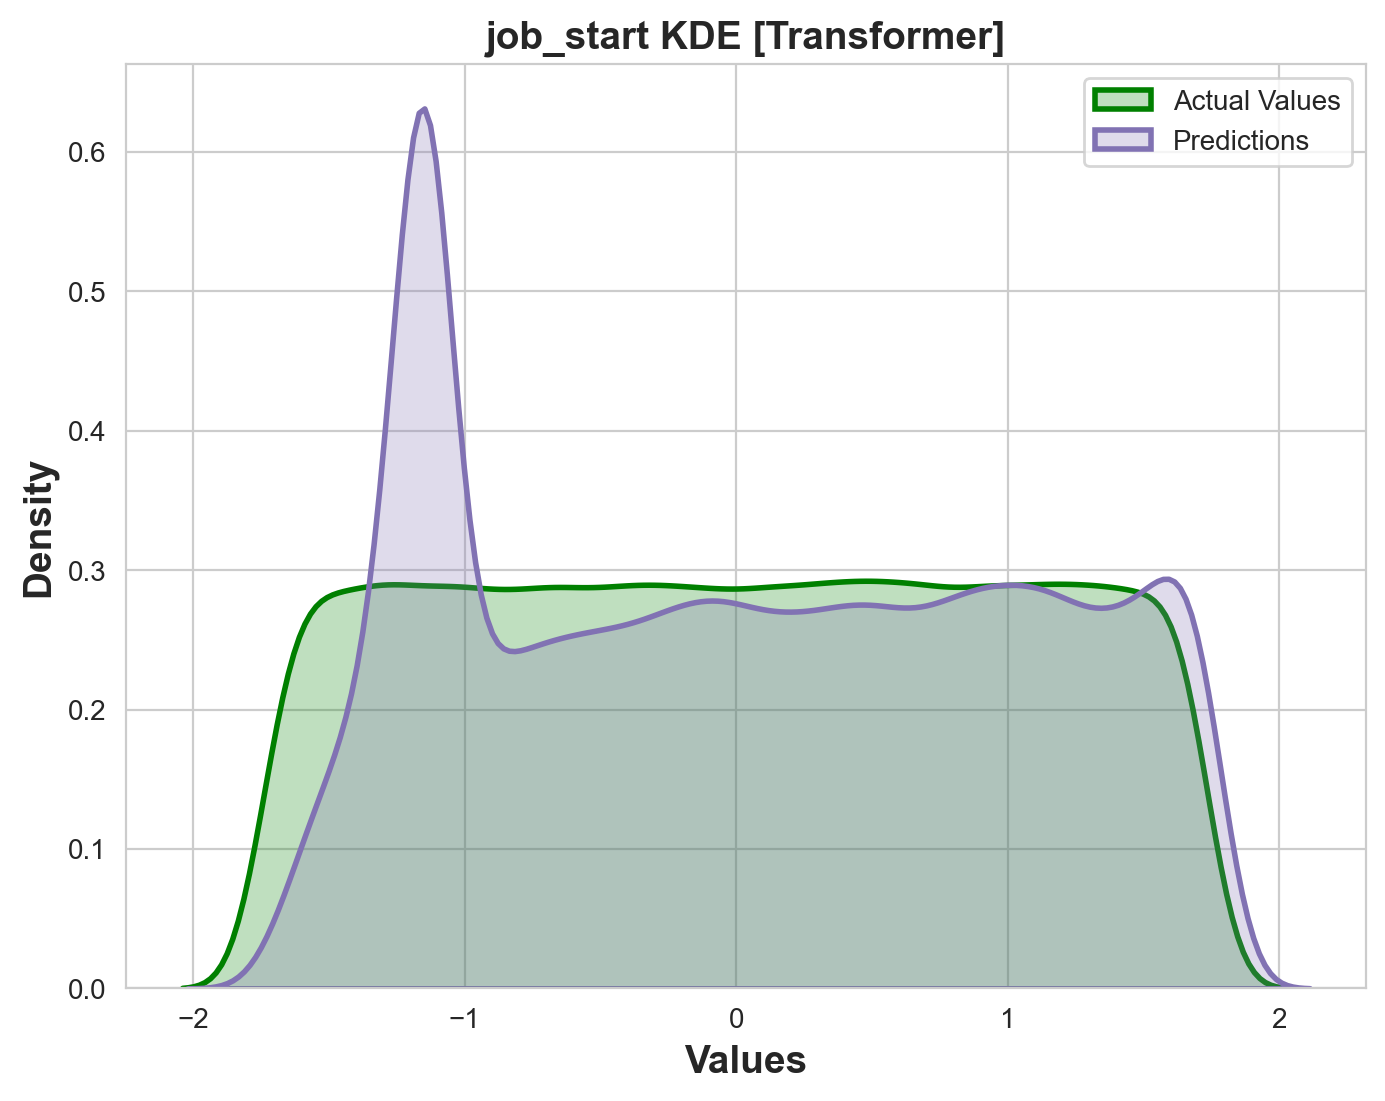 job_start KDE [Transformer]
Actual Values
Predictions
0.6
0.5
0.4
0.3
0.2
0.1
0.0
Density
−2
−1
0
1
2
Values